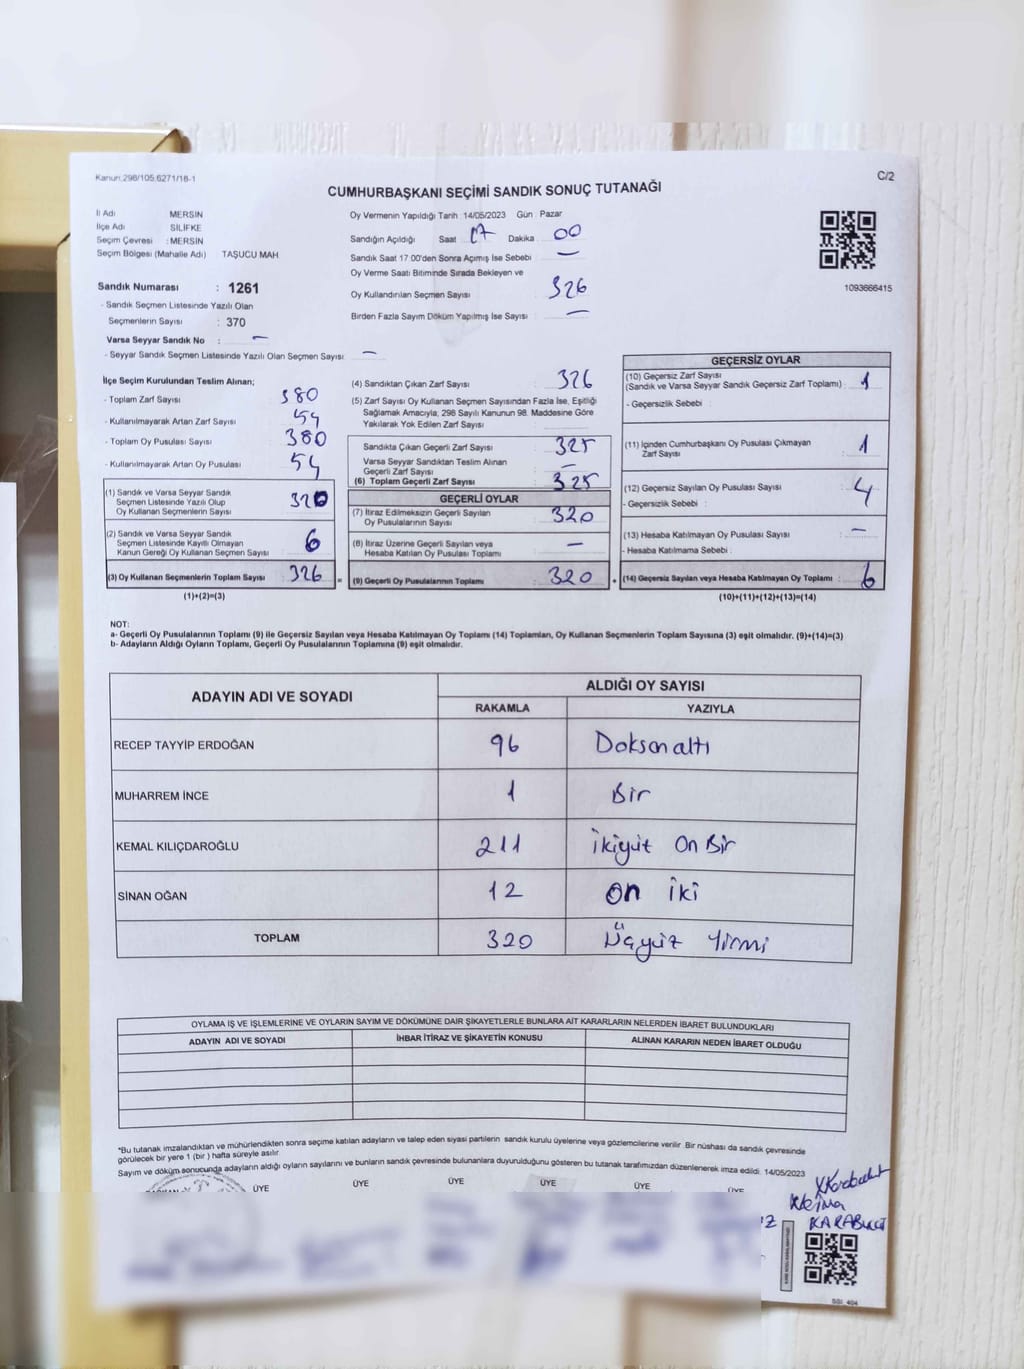 Kanun,298/105,6271/18-1
C/2
CUMHURBAŞKANI SEÇİMİ SANDIK SONUÇ TUTANAĞI
İl Adı MERSİN
İlçe Adı SİLİFKE
Seçim Çevresi : MERSİN
Seçim Bölgesi (Mahalle Adı) TAŞUCU MAH
Sandık Numarası : 1261
- Sandık Seçmen Listesinde Yazılı Olan
Seçmenlerin Sayısı : 370
Varsa Seyyar Sandık No : —
- Seyyar Sandık Seçmen Listesinde Yazılı Olan Seçmen Sayısı: —
Oy Vermenin Yapıldığı Tarih 14/05/2023 Gün Pazar
Sandığın Açıldığı Saat 17 Dakika 00
Sandık Saat 17:00'den Sonra Açımış İse Sebebi —
Oy Verme Saati Bitiminde Sırada Bekleyen ve
Oy Kullandırılan Seçmen Sayısı 326
Birden Fazla Sayım Döküm Yapılmış İse Sayısı —
1093666415
İlçe Seçim Kurulundan Teslim Alınan;
- Toplam Zarf Sayısı 380
- Kullanılmayarak Artan Zarf Sayısı 54
- Toplam Oy Pusulası Sayısı 380
- Kullanılmayarak Artan Oy Pusulası 54
(1) Sandık ve Varsa Seyyar Sandık
Seçmen Listesinde Yazılı Olup
Oy Kullanan Seçmenlerin Sayısı 320
(2) Sandık ve Varsa Seyyar Sandık
Seçmen Listesinde Kayıtlı Olmayan
Kanun Gereği Oy Kullanan Seçmen Sayısı 6
(3) Oy Kullanan Seçmenlerin Toplam Sayısı 326 =
(1)+(2)=(3)
(4) Sandıktan Çıkan Zarf Sayısı 326
(5) Zarf Sayısı Oy Kullanan Seçmen Sayısından Fazla İse, Eşitliği
Sağlamak Amacıyla, 298 Sayılı Kanunun 98. Maddesine Göre
Yakılarak Yok Edilen Zarf Sayısı
Sandıkta Çıkan Geçerli Zarf Sayısı 325
Varsa Seyyar Sandıktan Teslim Alınan
Geçerli Zarf Sayısı —
(6) Toplam Geçerli Zarf Sayısı 325
GEÇERLİ OYLAR
(7) İtiraz Edilmeksizin Geçerli Sayılan
Oy Pusulalarının Sayısı 320
(8) İtiraz Üzerine Geçerli Sayılan veya
Hesaba Katılan Oy Pusulası Toplamı —
(9) Geçerli Oy Pusulalarının Toplamı 320 +
GEÇERSİZ OYLAR
(10) Geçersiz Zarf Sayısı
(Sandık ve Varsa Seyyar Sandık Geçersiz Zarf Toplamı) : 1
- Geçersizlik Sebebi :
(11) İçinden Cumhurbaşkanı Oy Pusulası Çıkmayan
Zarf Sayısı 1
(12) Geçersiz Sayılan Oy Pusulası Sayısı 4
- Geçersizlik Sebebi :
(13) Hesaba Katılmayan Oy Pusulası Sayısı —
- Hesaba Katılmama Sebebi :
(14) Geçersiz Sayılan veya Hesaba Katılmayan Oy Toplamı : 6
(10)+(11)+(12)+(13)=(14)
NOT:
a- Geçerli Oy Pusulalarının Toplamı (9) ile Geçersiz Sayılan veya Hesaba Katılmayan Oy Toplamı (14) Toplamları, Oy Kullanan Seçmenlerin Toplam Sayısına (3) eşit olmalıdır. (9)+(14)=(3)
b- Adayların Aldığı Oyların Toplamı, Geçerli Oy Pusulalarının Toplamına (9) eşit olmalıdır.
ADAYIN ADI VE SOYADI ALDIĞI OY SAYISI
RAKAMLA YAZIYLA
RECEP TAYYİP ERDOĞAN 96 Doksan altı
MUHARREM İNCE 1 Bir
KEMAL KILIÇDAROĞLU 211 İkiyüz On Bir
SİNAN OĞAN 12 On iki
TOPLAM 320 Üçyüz Yirmi
OYLAMA İŞ VE İŞLEMLERİNE VE OYLARIN SAYIM VE DÖKÜMÜNE DAİR ŞİKAYETLERLE BUNLARA AİT KARARLARIN NELERDEN İBARET BULUNDUKLARI
ADAYIN ADI VE SOYADI İHBAR İTİRAZ VE ŞİKAYETİN KONUSU ALINAN KARARIN NEDEN İBARET OLDUĞU
*Bu tutanak imzalandıktan ve mühürlendikten sonra seçime katılan adayların ve talep eden siyasi partilerin sandık kurulu üyelerine veya gözlemcilerine verilir. Bir nüshası da sandık çevresinde
görülecek bir yere 1 (bir) hafta süreyle asılır.
Sayım ve döküm sonucunda adayların aldığı oyların sayılarını ve bunların sandık çevresinde bulunanlara duyurulduğunu gösteren bu tutanak tarafımızdan düzenlenerek imza edildi. 14/05/2023
ÜYE ÜYE ÜYE ÜYE ÜYE ÜYE
KARABULUT